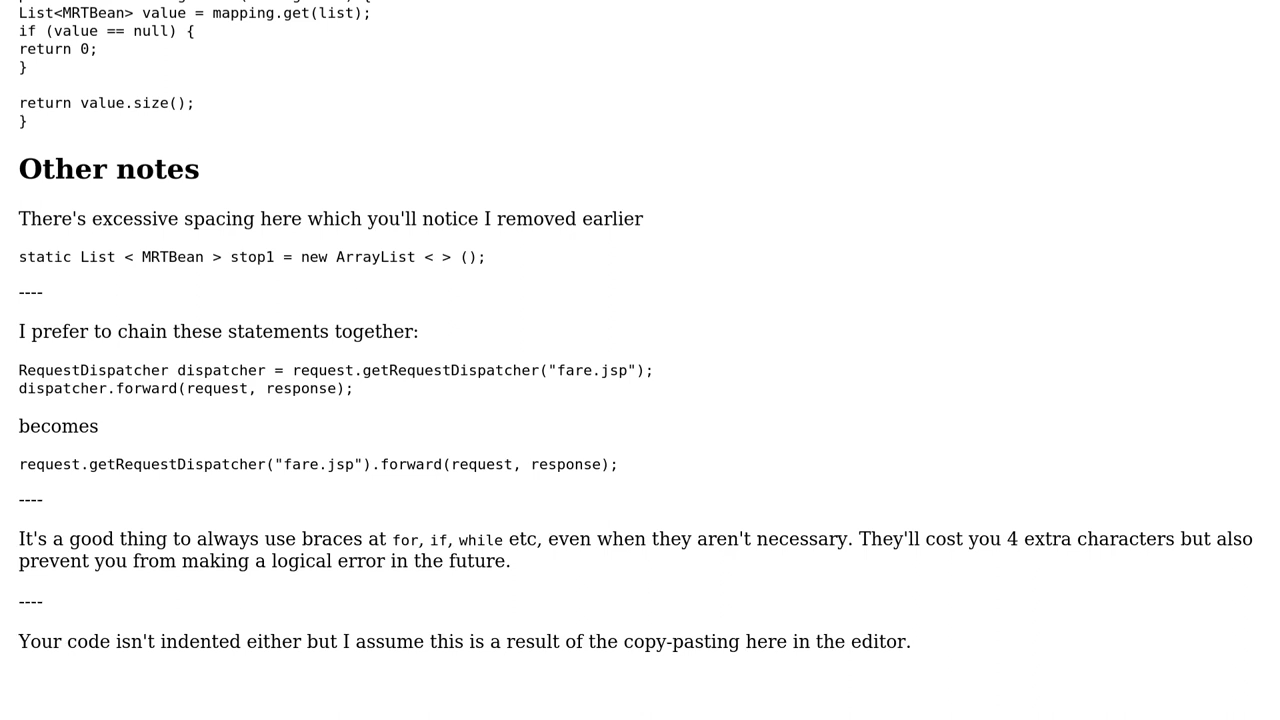 List<MRTBean> value = mapping.get(list);
if (value == null) {
return 0;
}
return value.size();
}
Other notes
There's excessive spacing here which you'll notice I removed earlier
static List < MRTBean > stop1 = new ArrayList < > ();
----
I prefer to chain these statements together:
RequestDispatcher dispatcher = request.getRequestDispatcher("fare.jsp");
dispatcher.forward(request, response);
becomes
request.getRequestDispatcher("fare.jsp").forward(request, response);
----
It's a good thing to always use braces at for, if, while etc, even when they aren't necessary. They'll cost you 4 extra characters but also
prevent you from making a logical error in the future.
----
Your code isn't indented either but I assume this is a result of the copy-pasting here in the editor.